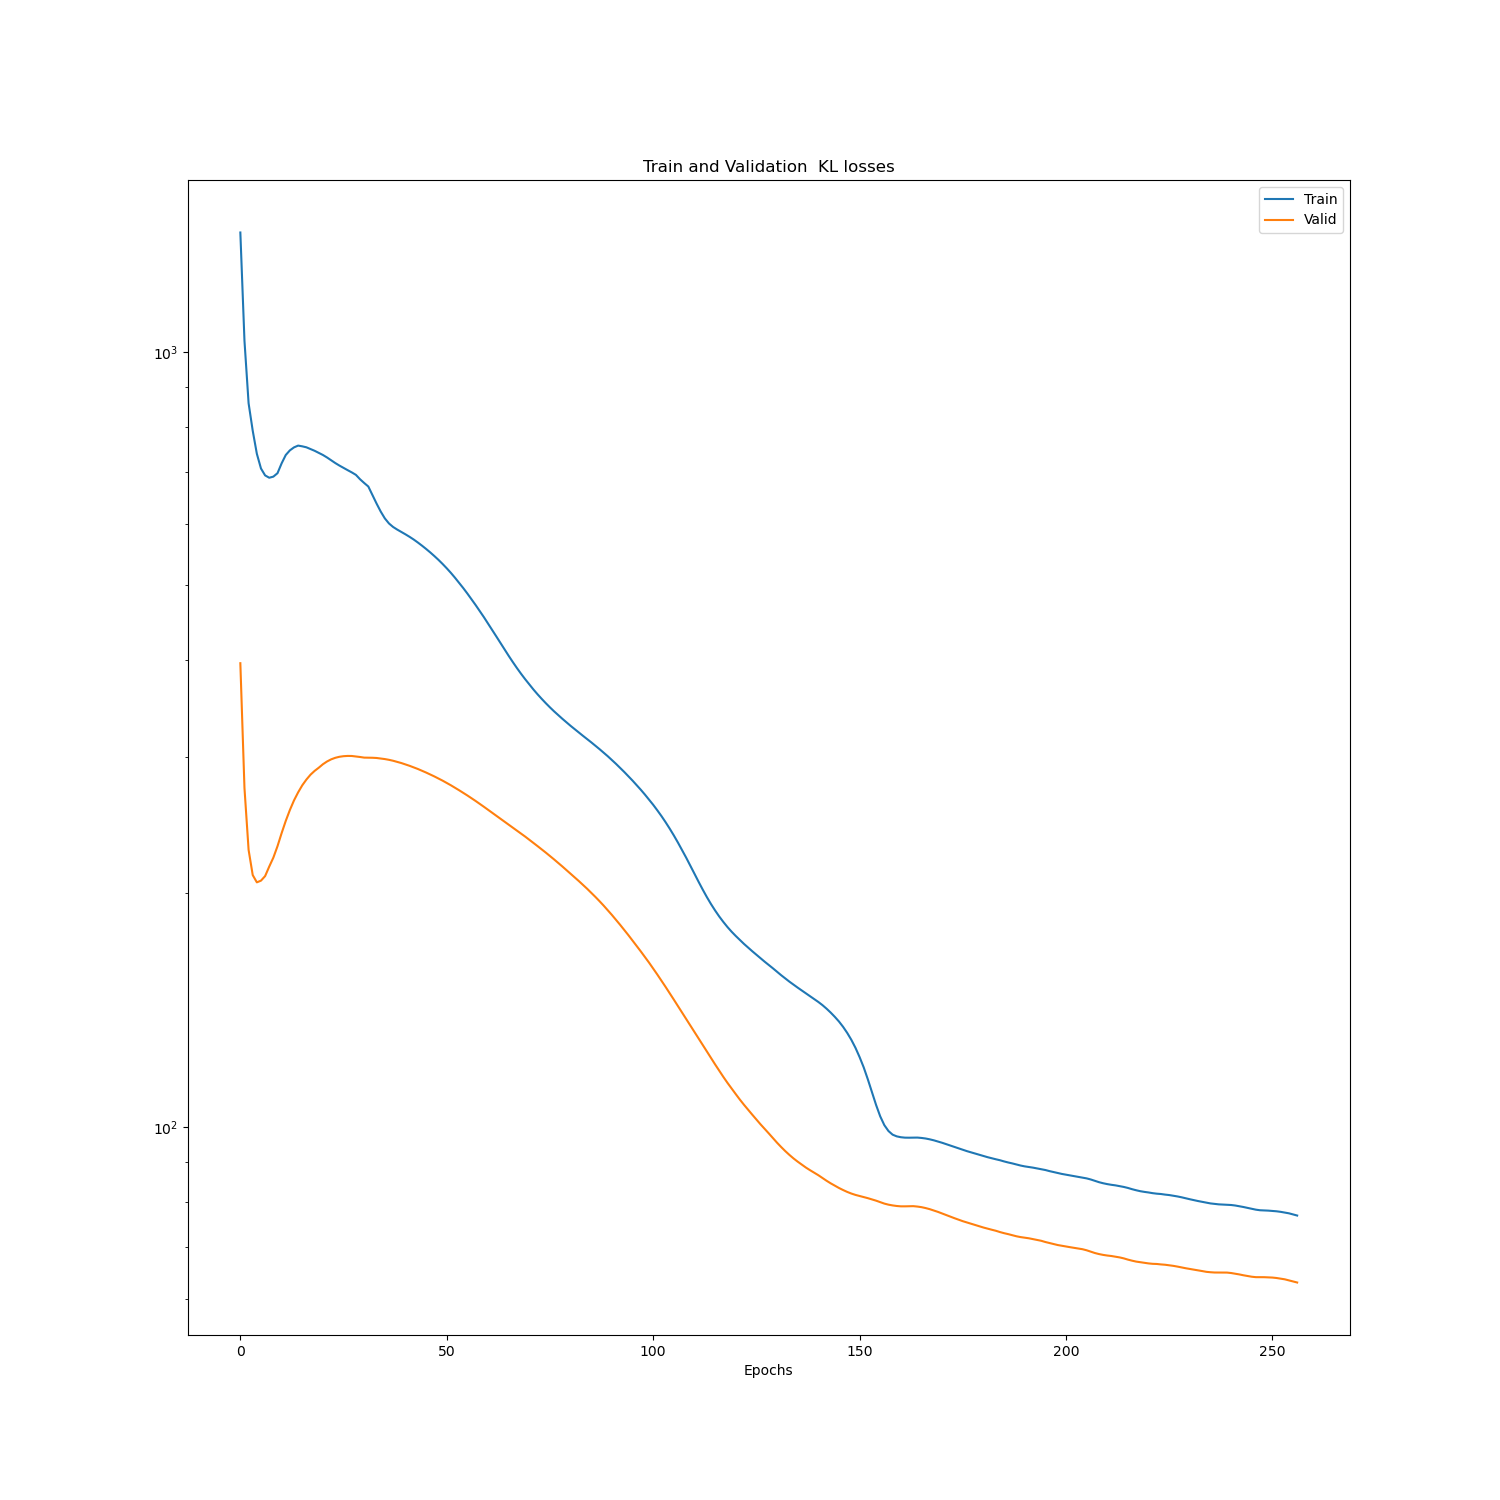 Train and Validation  KL losses
Train
Valid
10³
10²
0 50 100 150 200 250
Epochs